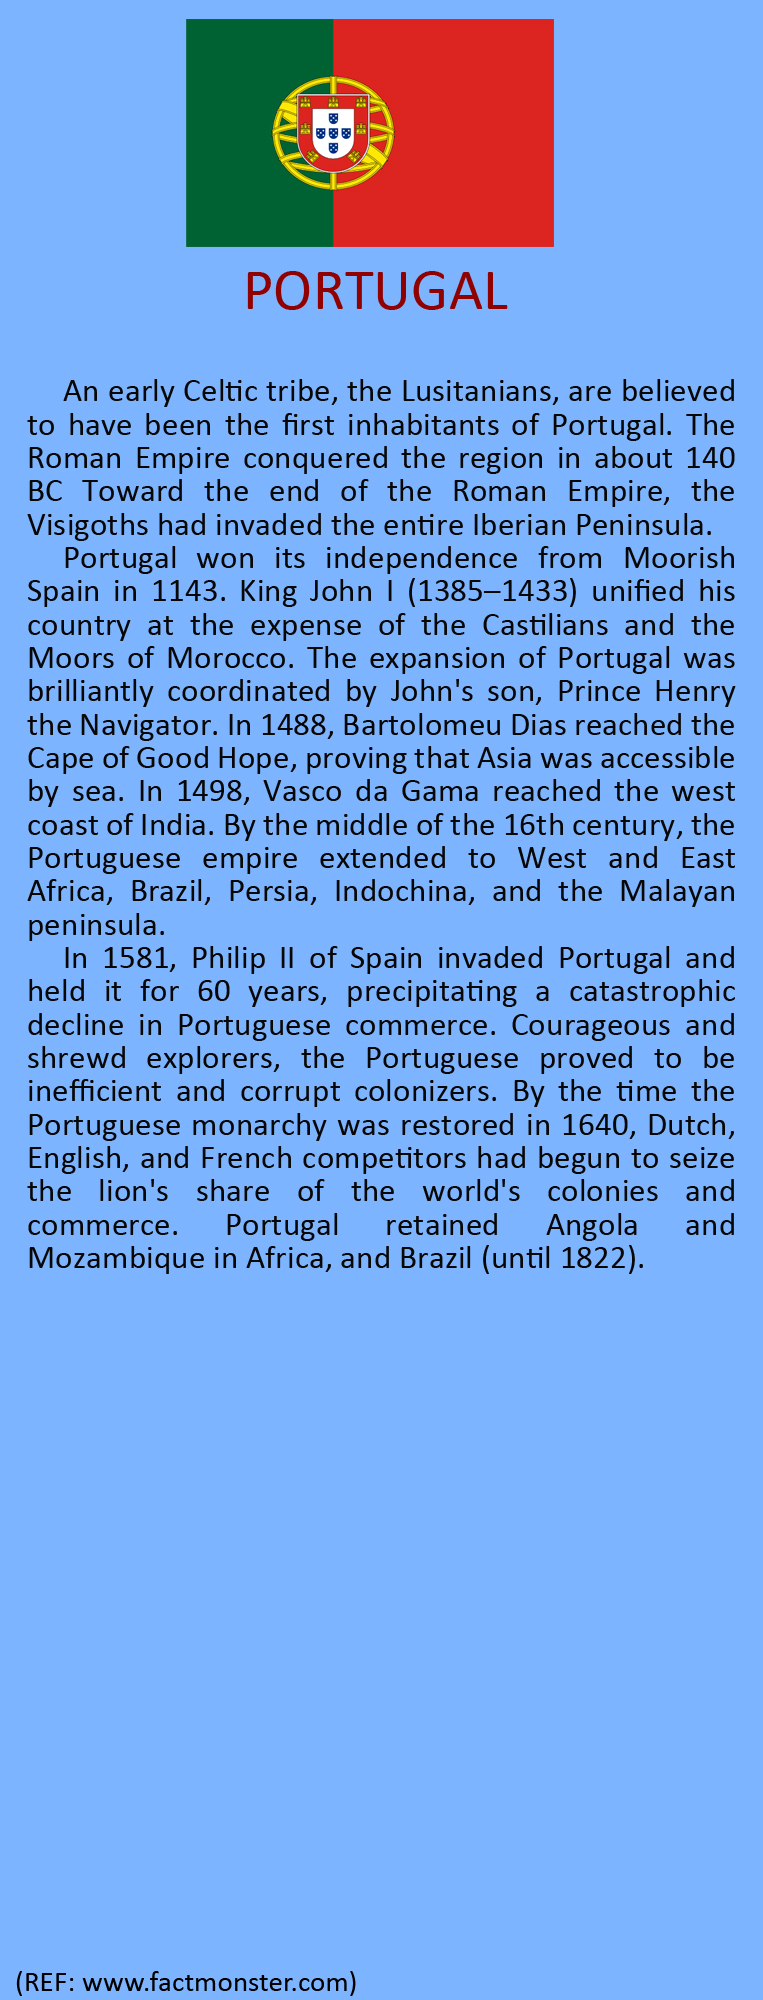 PORTUGAL
An early Celtic tribe, the Lusitanians, are believed
to have been the first inhabitants of Portugal. The
Roman Empire conquered the region in about 140
BC Toward the end of the Roman Empire, the
Visigoths had invaded the entire Iberian Peninsula.
Portugal won its independence from Moorish
Spain in 1143. King John I (1385–1433) unified his
country at the expense of the Castilians and the
Moors of Morocco. The expansion of Portugal was
brilliantly coordinated by John's son, Prince Henry
the Navigator. In 1488, Bartolomeu Dias reached the
Cape of Good Hope, proving that Asia was accessible
by sea. In 1498, Vasco da Gama reached the west
coast of India. By the middle of the 16th century, the
Portuguese empire extended to West and East
Africa, Brazil, Persia, Indochina, and the Malayan
peninsula.
In 1581, Philip II of Spain invaded Portugal and
held it for 60 years, precipitating a catastrophic
decline in Portuguese commerce. Courageous and
shrewd explorers, the Portuguese proved to be
inefficient and corrupt colonizers. By the time the
Portuguese monarchy was restored in 1640, Dutch,
English, and French competitors had begun to seize
the lion's share of the world's colonies and
commerce. Portugal retained Angola and
Mozambique in Africa, and Brazil (until 1822).
(REF: www.factmonster.com)